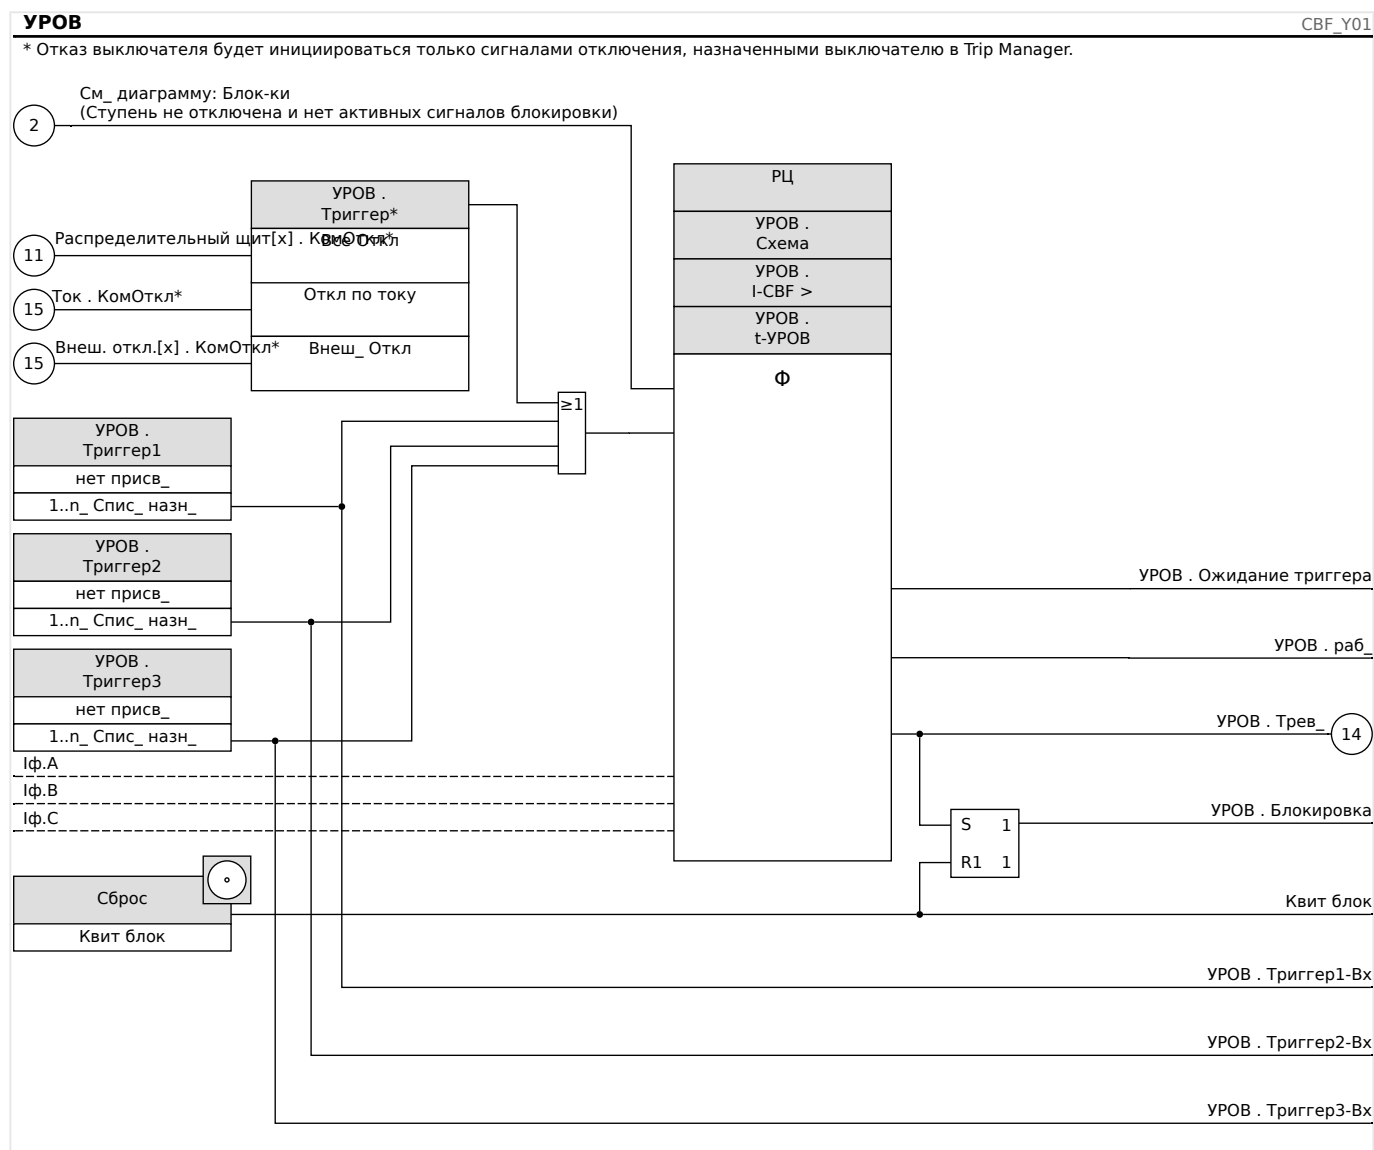 УРОВ
CBF_Y01
* Отказ выключателя будет инициироваться только сигналами отключения, назначенными выключателю в Trip Manager.
См_ диаграмму: Блок-ки
(Ступень не отключена и нет активных сигналов блокировки)
2
РЦ
УРОВ .
Схема
УРОВ .
I-CBF >
УРОВ .
t-УРОВ
Ф
УРОВ .
Триггер*
Распределительный щит[x] . КомОткл*
Все Откл
11
Ток . КомОткл*
Откл по току
15
Внеш. откл.[x] . КомОткл*
Внеш_ Откл
15
≥1
УРОВ .
Триггер1
нет присв_
1..n_ Спис_ назн_
УРОВ .
Триггер2
нет присв_
1..n_ Спис_ назн_
УРОВ .
Триггер3
нет присв_
1..n_ Спис_ назн_
УРОВ . Ожидание триггера
УРОВ . раб_
УРОВ . Трев_
14
Iф.A
Iф.B
Iф.C
S 1
R1 1
УРОВ . Блокировка
Сброс
Квит блок
Квит блок
УРОВ . Триггер1-Вх
УРОВ . Триггер2-Вх
УРОВ . Триггер3-Вх